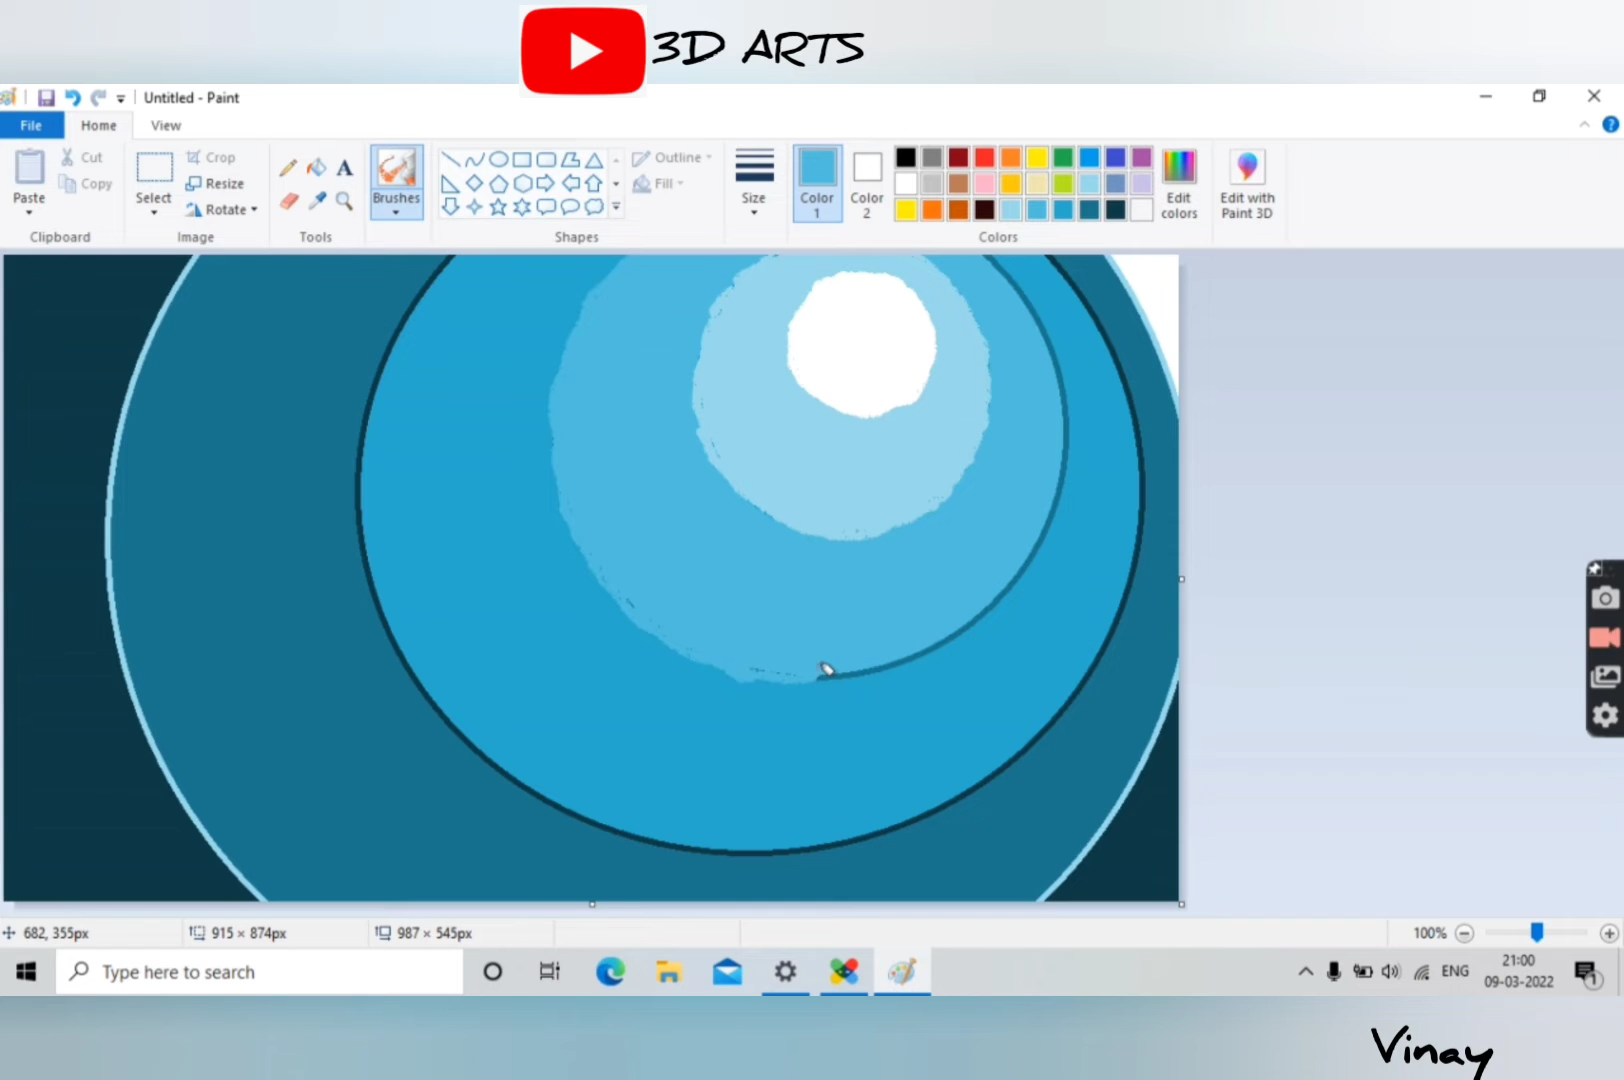 3D ARTS
Untitled - Paint
File Home View
Paste Cut Copy Clipboard
Select Crop Resize Rotate Image
A Tools
Brushes
Outline Fill Shapes
Size
Color 1
Color 2
Edit colors Colors
Edit with Paint 3D
682, 355px 915 × 874px 987 × 545px 100%
Type here to search ENG 21:00 09-03-2022 1
Vinay